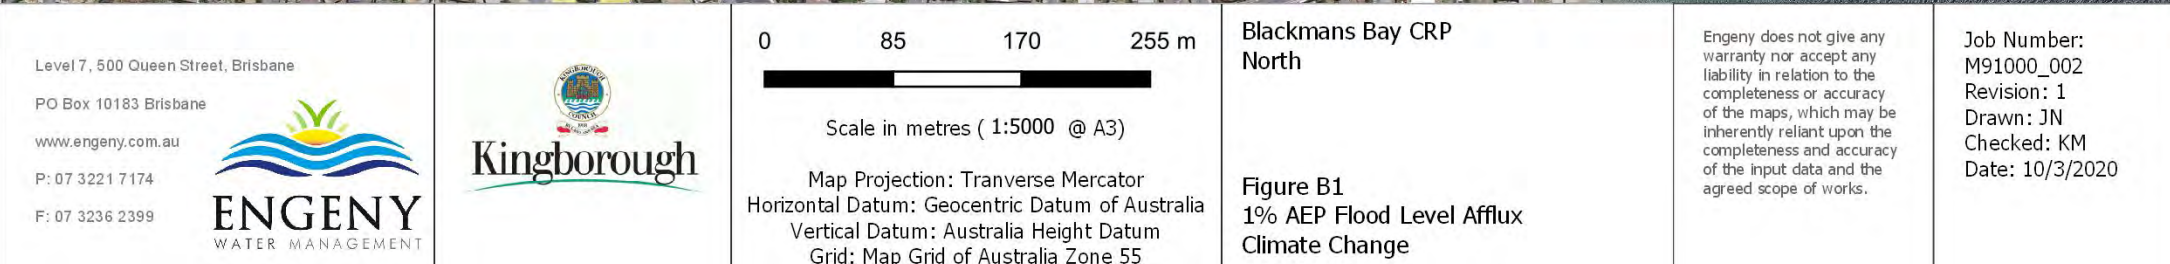 Level 7, 500 Queen Street, Brisbane
PO Box 10183 Brisbane
www.engeny.com.au
P: 07 3221 7174
F: 07 3236 2399
ENGENY
WATER MANAGEMENT
KINGBOROUGH
COUNCIL
Kingborough
0 85 170 255 m
Scale in metres ( 1:5000 @ A3)
Map Projection: Tranverse Mercator
Horizontal Datum: Geocentric Datum of Australia
Vertical Datum: Australia Height Datum
Grid: Map Grid of Australia Zone 55
Blackmans Bay CRP
North
Figure B1
1% AEP Flood Level Afflux
Climate Change
Engeny does not give any
warranty nor accept any
liability in relation to the
completeness or accuracy
of the maps, which may be
inherently reliant upon the
completeness and accuracy
of the input data and the
agreed scope of works.
Job Number:
M91000_002
Revision: 1
Drawn: JN
Checked: KM
Date: 10/3/2020